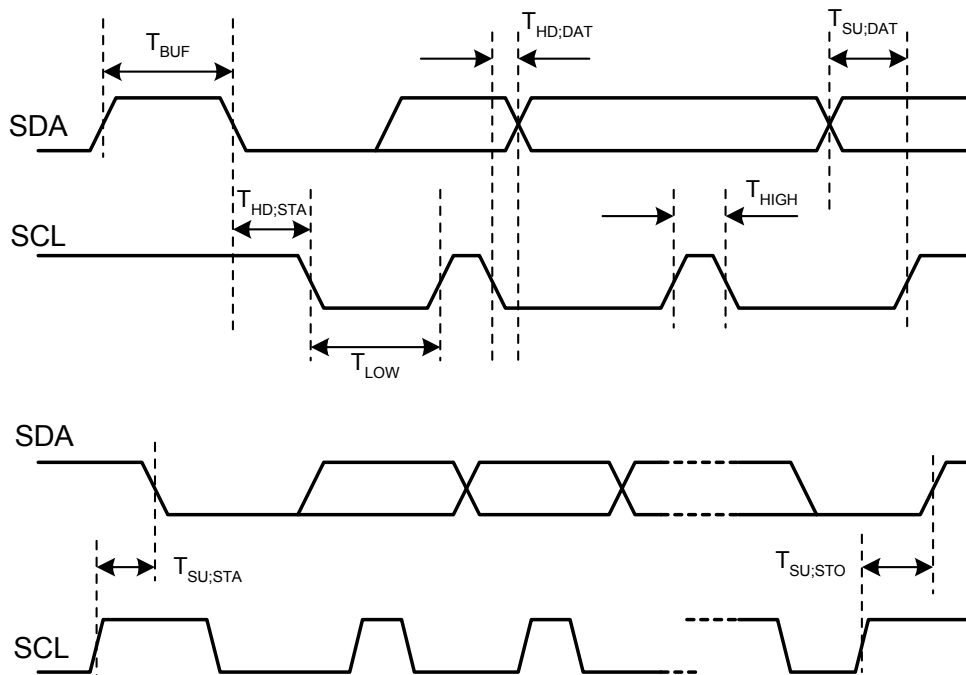 T_BUF
T_HD;DAT
T_SU;DAT
SDA
T_HD;STA
T_HIGH
SCL
T_LOW
SDA
T_SU;STA
T_SU;STO
SCL